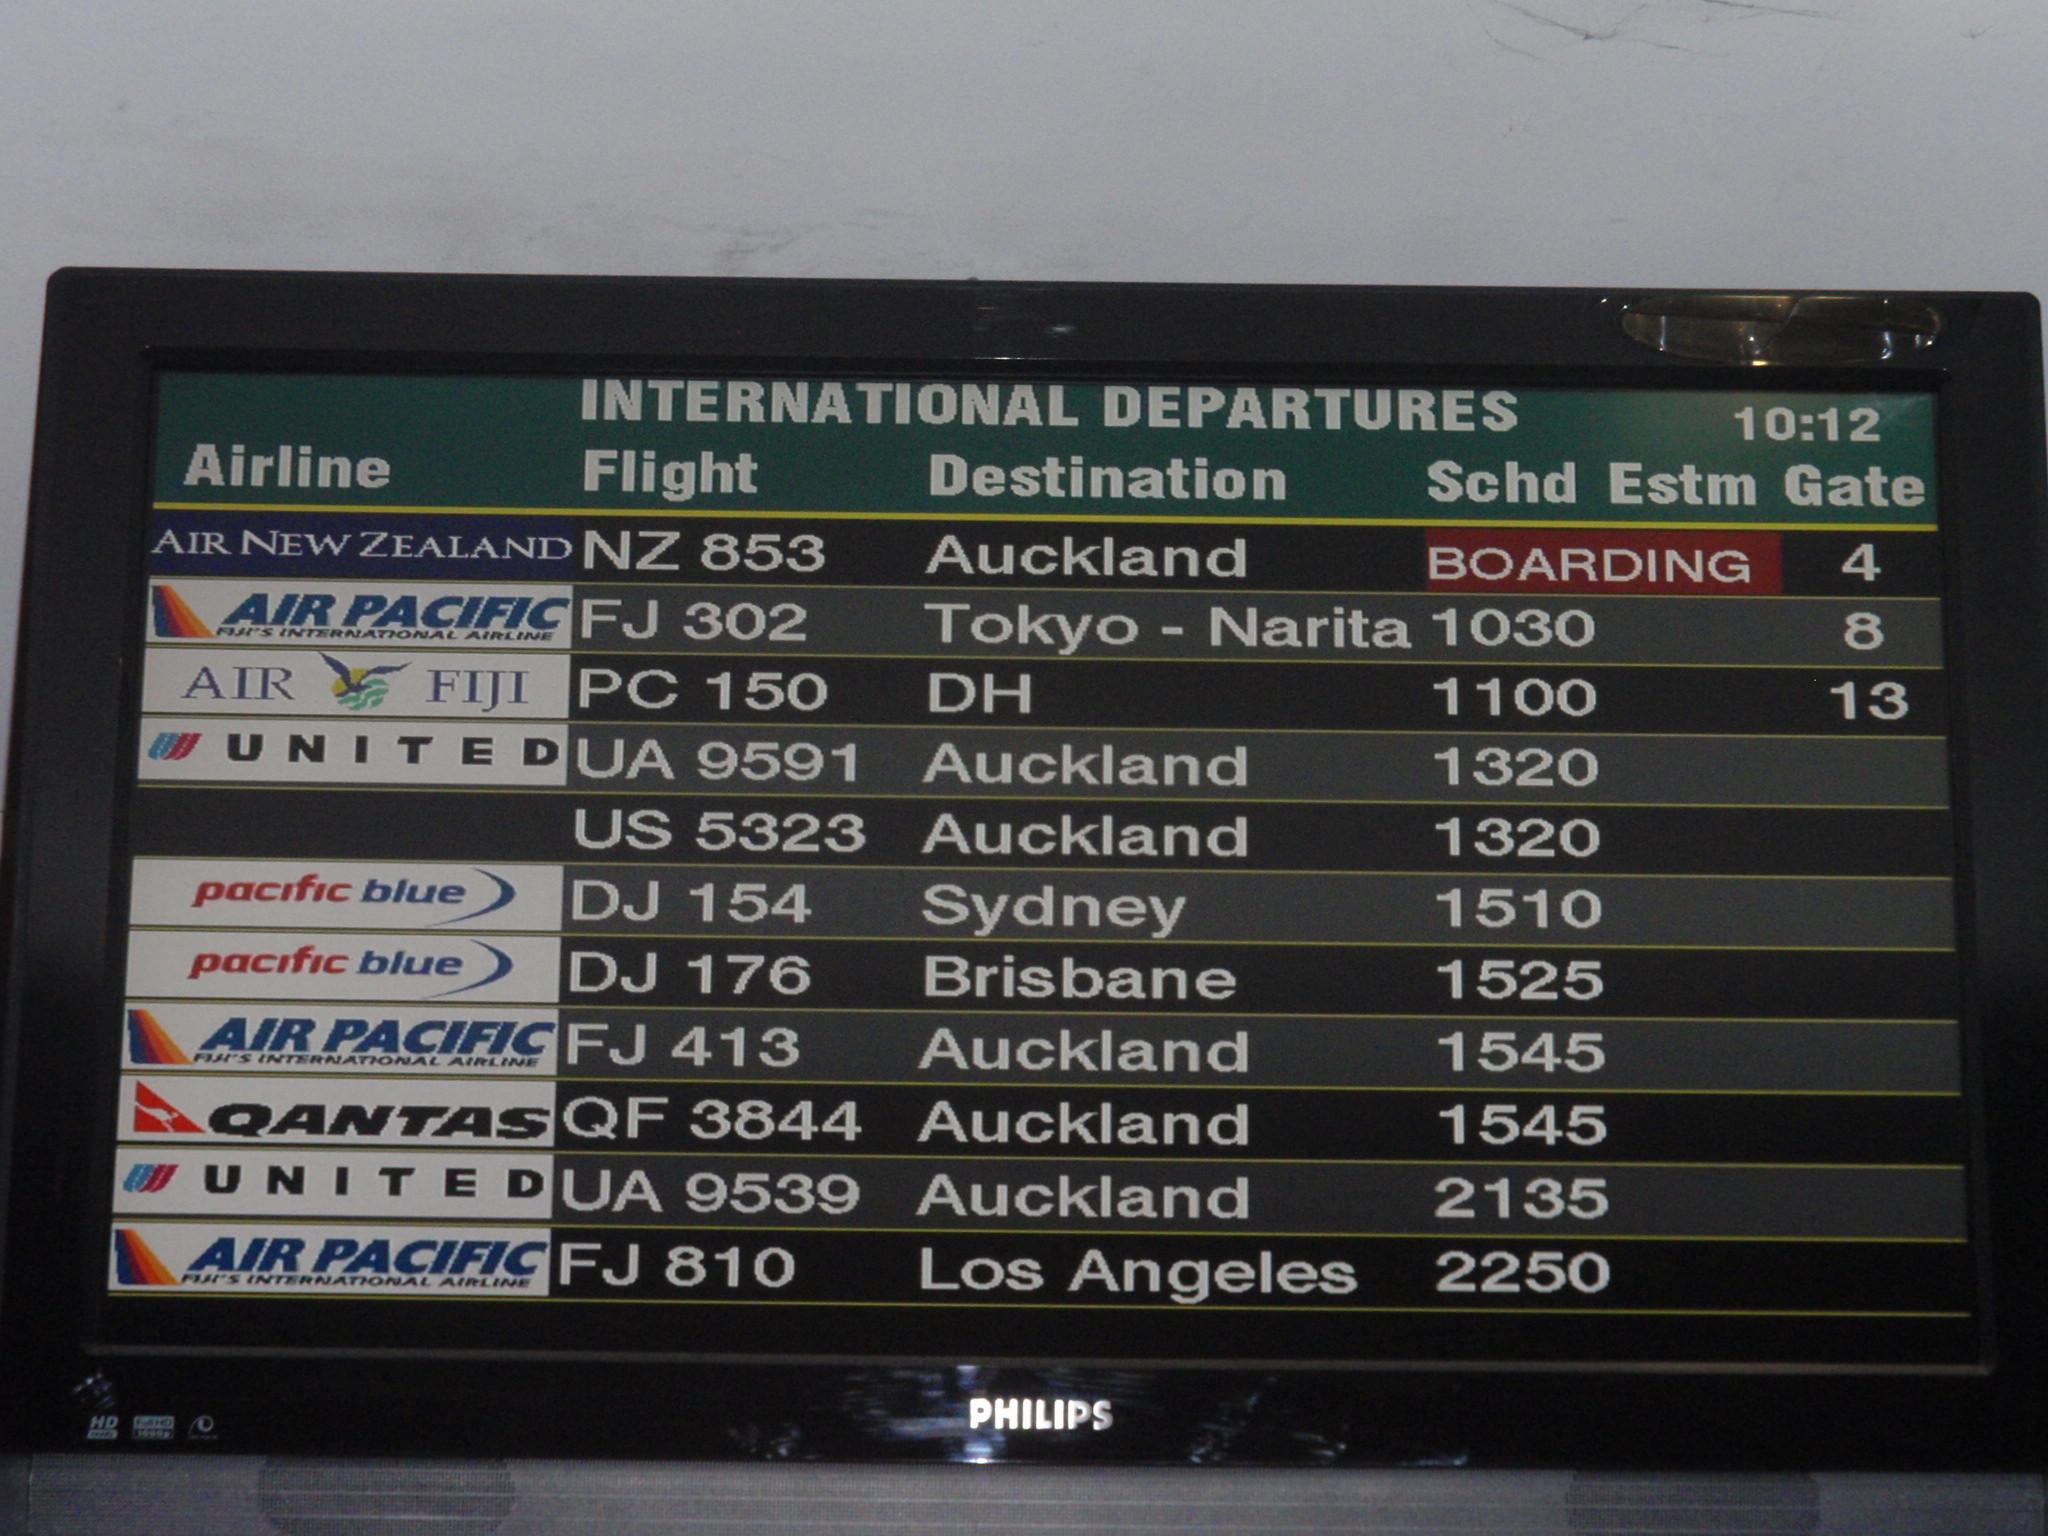 INTERNATIONAL DEPARTURES 10:12
Airline Flight Destination Schd Estm Gate
AIR NEW ZEALAND NZ 853 Auckland BOARDING 4
AIR PACIFIC FIJI'S INTERNATIONAL AIRLINE FJ 302 Tokyo - Narita 1030 8
AIR FIJI PC 150 DH 1100 13
UNITED UA 9591 Auckland 1320
US 5323 Auckland 1320
pacific blue DJ 154 Sydney 1510
pacific blue DJ 176 Brisbane 1525
AIR PACIFIC FIJI'S INTERNATIONAL AIRLINE FJ 413 Auckland 1545
QANTAS QF 3844 Auckland 1545
UNITED UA 9539 Auckland 2135
AIR PACIFIC FIJI'S INTERNATIONAL AIRLINE FJ 810 Los Angeles 2250
PHILIPS
HD